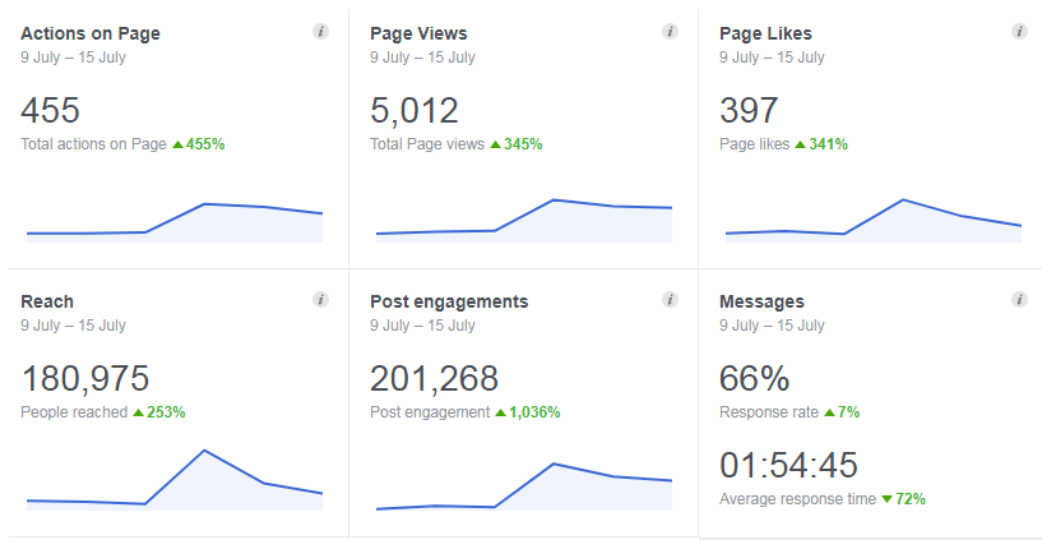 Actions on Page
9 July – 15 July
455
Total actions on Page ▲455%
Page Views
9 July – 15 July
5,012
Total Page views ▲345%
Page Likes
9 July – 15 July
397
Page likes ▲341%
Reach
9 July – 15 July
180,975
People reached ▲253%
Post engagements
9 July – 15 July
201,268
Post engagement ▲1,036%
Messages
9 July – 15 July
66%
Response rate ▲7%
01:54:45
Average response time ▼72%